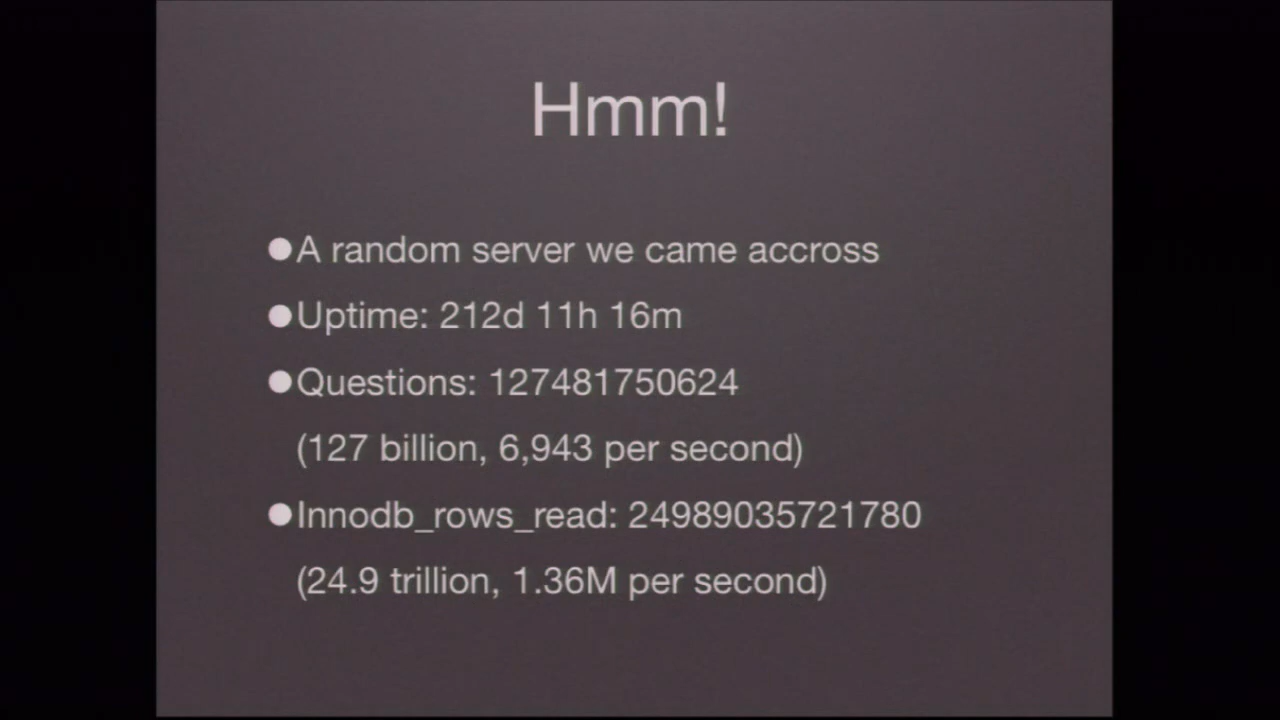 Hmm!
●A random server we came accross
●Uptime: 212d 11h 16m
●Questions: 127481750624
(127 billion, 6,943 per second)
●Innodb_rows_read: 24989035721780
(24.9 trillion, 1.36M per second)